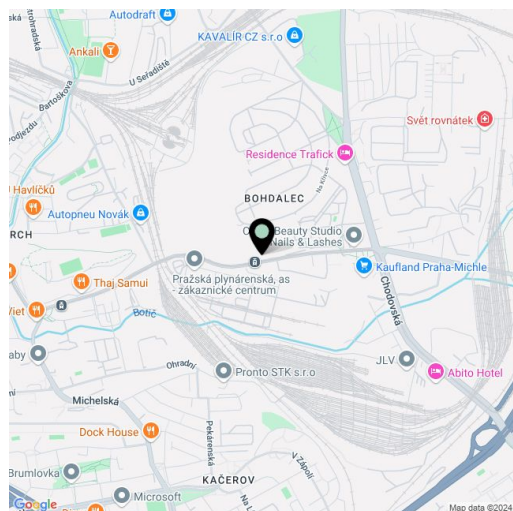 Autodraft
KAVALÍR CZ s.r.o
Ankali
U Seřadiště
Bartoškova
Svět rovnátek
Residence Trafick
Na Křivce
BOHDALEC
U Havlíčků
Autopneu Novák
Beauty Studio
Nails & Lashes
RCH
Kaufland Praha-Michle
Pražská plynárenská, as
- zákaznické centrum
Thaj Samui
Chodovská
Viet
Botič
JLV
Ohradní
Pronto STK s.r.o
Abito Hotel
Michelská
Dock House
Pekárenská
V Zápolí
Brumlovka
KAČEROV
Microsoft
Google
Map data ©2024